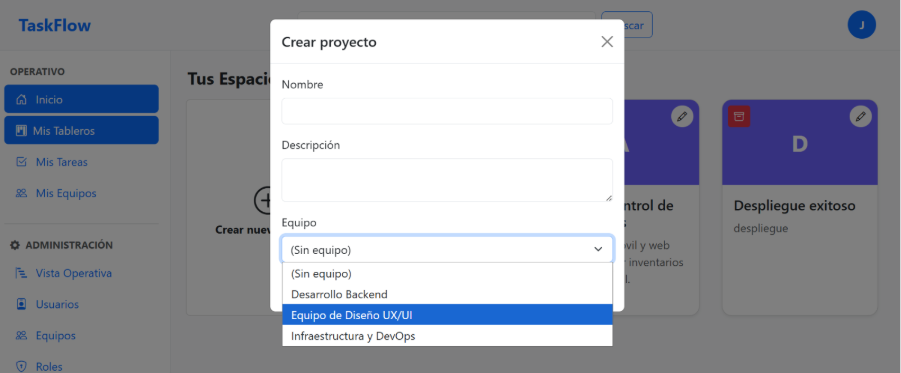 TaskFlow
scar
J
OPERATIVO
Inicio
Mis Tableros
Mis Tareas
Mis Equipos
ADMINISTRACIÓN
Vista Operativa
Usuarios
Equipos
Roles
Tus Espaci
Crear nuev
Crear proyecto
Nombre
Descripción
Equipo
(Sin equipo)
(Sin equipo)
Desarrollo Backend
Equipo de Diseño UX/UI
Infraestructura y DevOps
ntrol de
vil y web
r inventarios
l.
D
Despliegue exitoso
despliegue